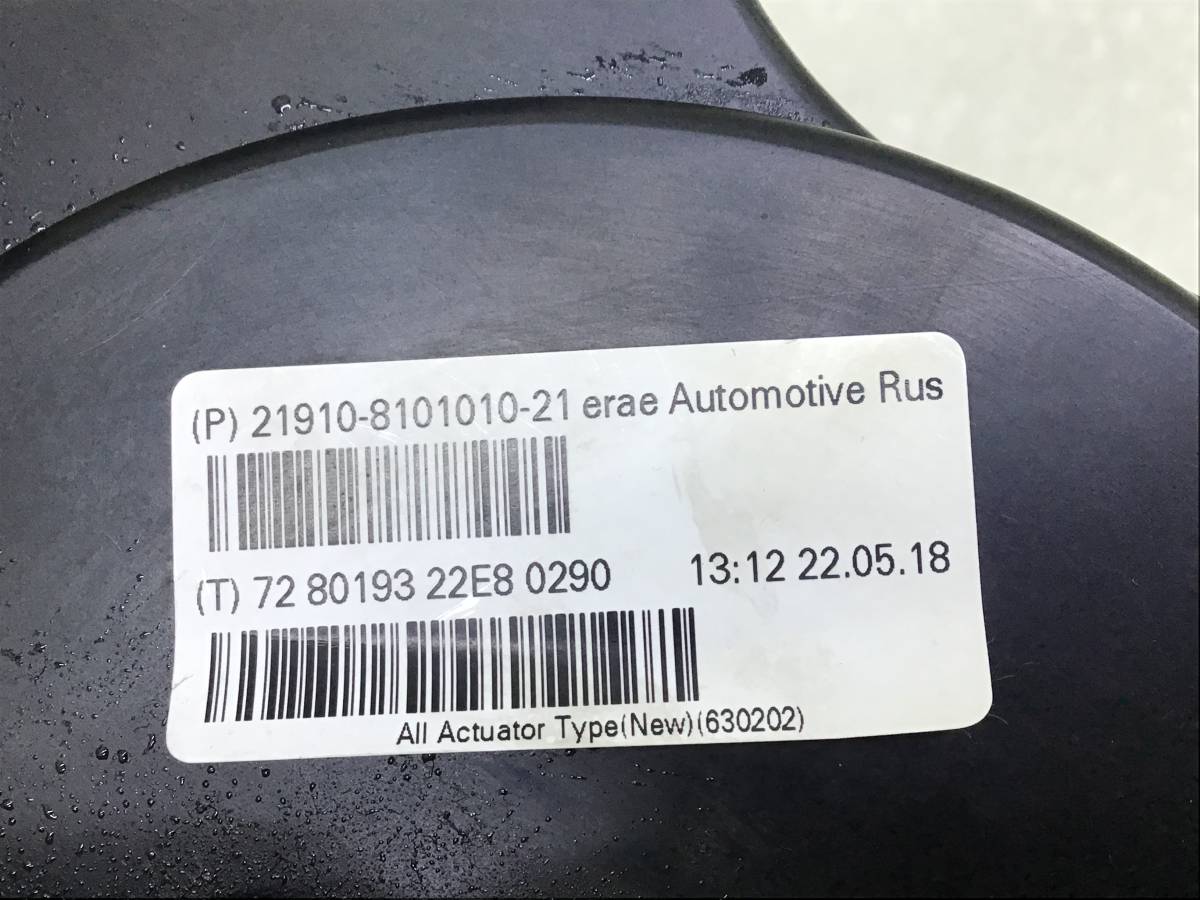 (P) 21910-8101010-21 erae Automotive Rus
(T) 72 80193 22E8 0290 13:12 22.05.18
All Actuator Type(New)(630202)